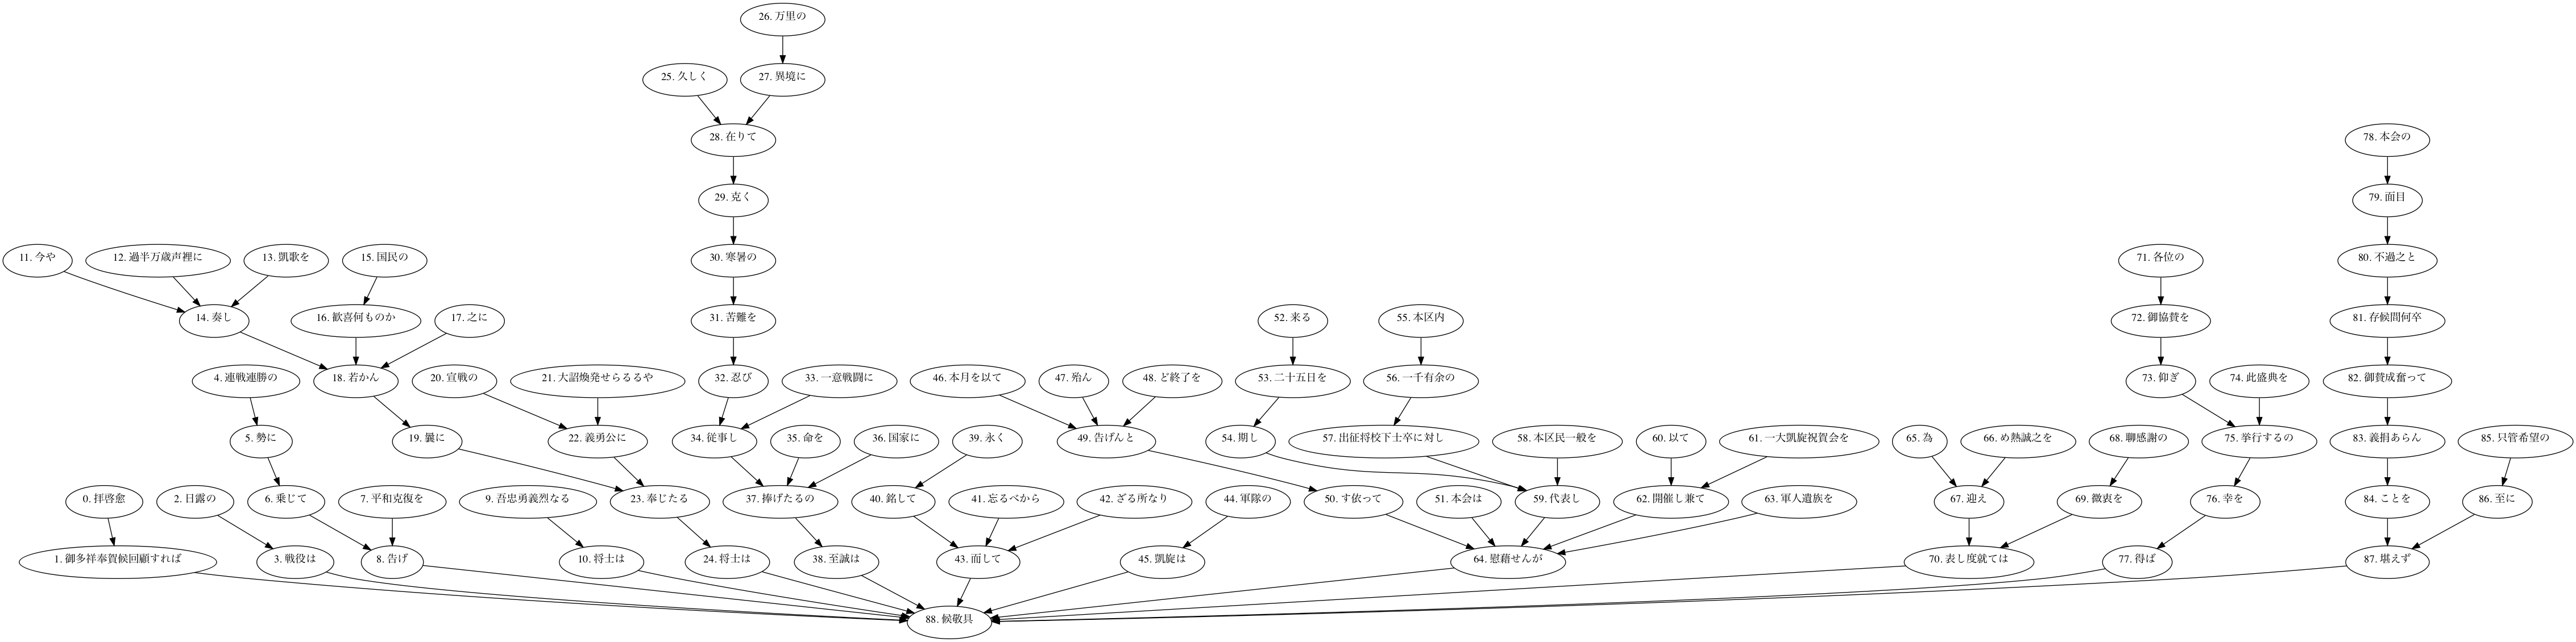 0. 拝啓愈
1. 御多祥奉賀候回顧すれば
2. 日露の
3. 戦役は
4. 連戦連勝の
5. 勢に
6. 乗じて
7. 平和克復を
8. 告げ
9. 吾忠勇義烈なる
10. 将士は
11. 今や
12. 過半万歳声裡に
13. 凱歌を
14. 奏し
15. 国民の
16. 歓喜何ものか
17. 之に
18. 若かん
19. 曩に
20. 宣戦の
21. 大詔煥発せらるるや
22. 義勇公に
23. 奉じたる
24. 将士は
25. 久しく
26. 万里の
27. 異境に
28. 在りて
29. 克く
30. 寒暑の
31. 苦難を
32. 忍び
33. 一意戦闘に
34. 従事し
35. 命を
36. 国家に
37. 捧げたるの
38. 至誠は
39. 永く
40. 銘して
41. 忘るべから
42. ざる所なり
43. 而して
44. 軍隊の
45. 凱旋は
46. 本月を以て
47. 殆ん
48. ど終了を
49. 告げんと
50. す依って
51. 本会は
52. 来る
53. 二十五日を
54. 期し
55. 本区内
56. 一千有余の
57. 出征将校下士卒に対し
58. 本区民一般を
59. 代表し
60. 以て
61. 一大凱旋祝賀会を
62. 開催し兼て
63. 軍人遺族を
64. 慰藉せんが
65. 為
66. め熱誠之を
67. 迎え
68. 聊感謝の
69. 微衷を
70. 表し度就ては
71. 各位の
72. 御協賛を
73. 仰ぎ
74. 此盛典を
75. 挙行するの
76. 幸を
77. 得ば
78. 本会の
79. 面目
80. 不過之と
81. 存候間何卒
82. 御賛成奮って
83. 義捐あらん
84. ことを
85. 只管希望の
86. 至に
87. 堪えず
88. 候敬具